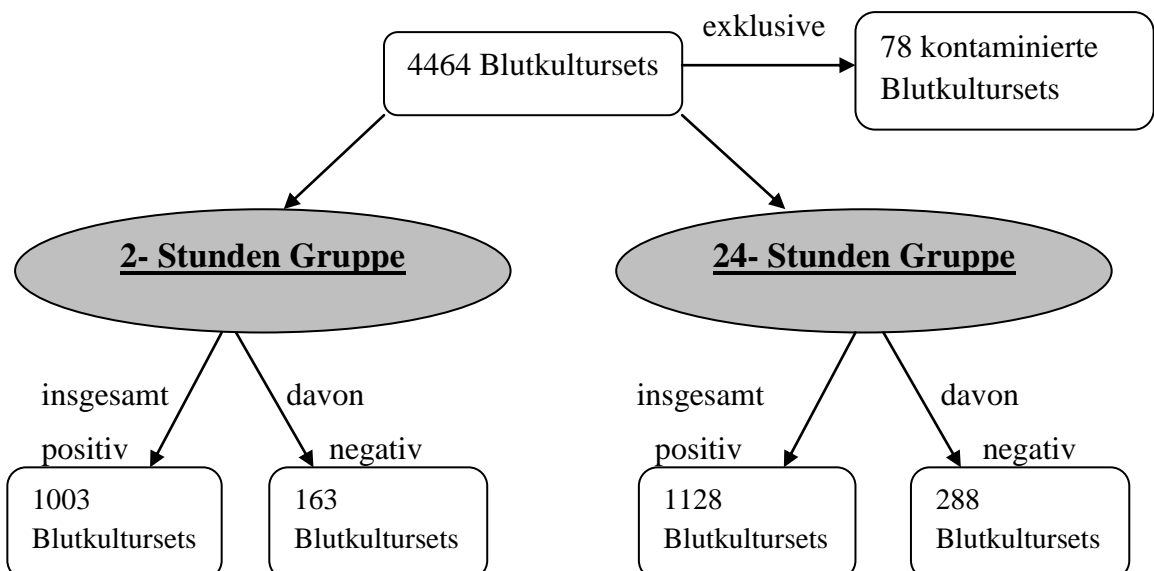 exklusive
4464 Blutkultursets
78 kontaminierte
Blutkultursets
2- Stunden Gruppe
24- Stunden Gruppe
insgesamt
davon
insgesamt
davon
positiv
negativ
positiv
negativ
1003
Blutkultursets
163
Blutkultursets
1128
Blutkultursets
288
Blutkultursets